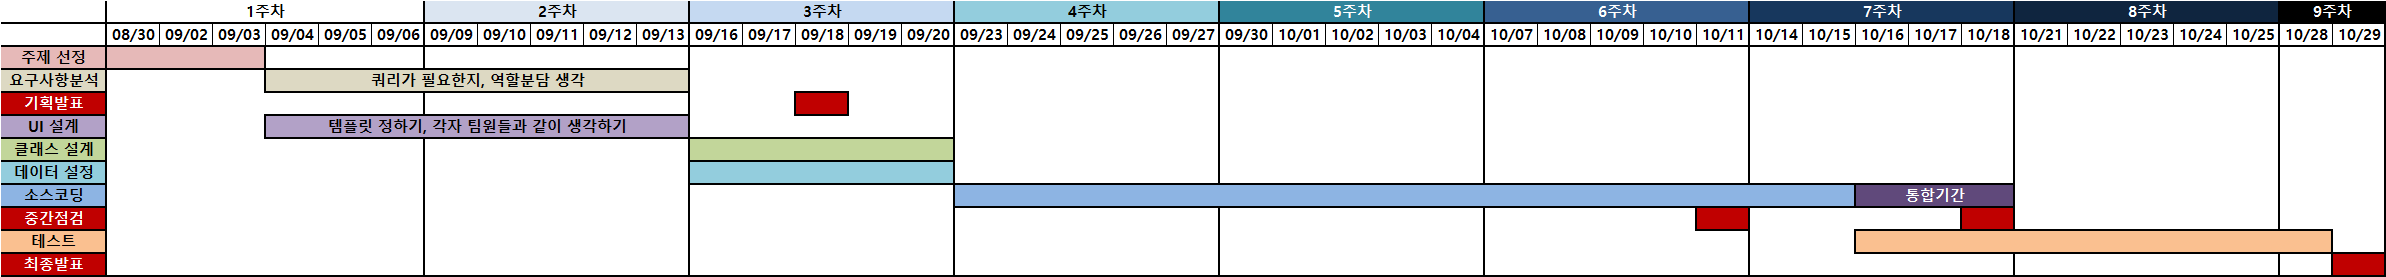 1주차 2주차 3주차 4주차 5주차 6주차 7주차 8주차 9주차
08/30 09/02 09/03 09/04 09/05 09/06 09/09 09/10 09/11 09/12 09/13 09/16 09/17 09/18 09/19 09/20 09/23 09/24 09/25 09/26 09/27 09/30 10/01 10/02 10/03 10/04 10/07 10/08 10/09 10/10 10/11 10/14 10/15 10/16 10/17 10/18 10/21 10/22 10/23 10/24 10/25 10/28 10/29
주제 선정
요구사항분석 쿼리가 필요한지, 역할분담 생각
기획발표
UI 설계 템플릿 정하기, 각자 팀원들과 같이 생각하기
클래스 설계
데이터 설정
소스코딩 통합기간
중간점검
테스트
최종발표